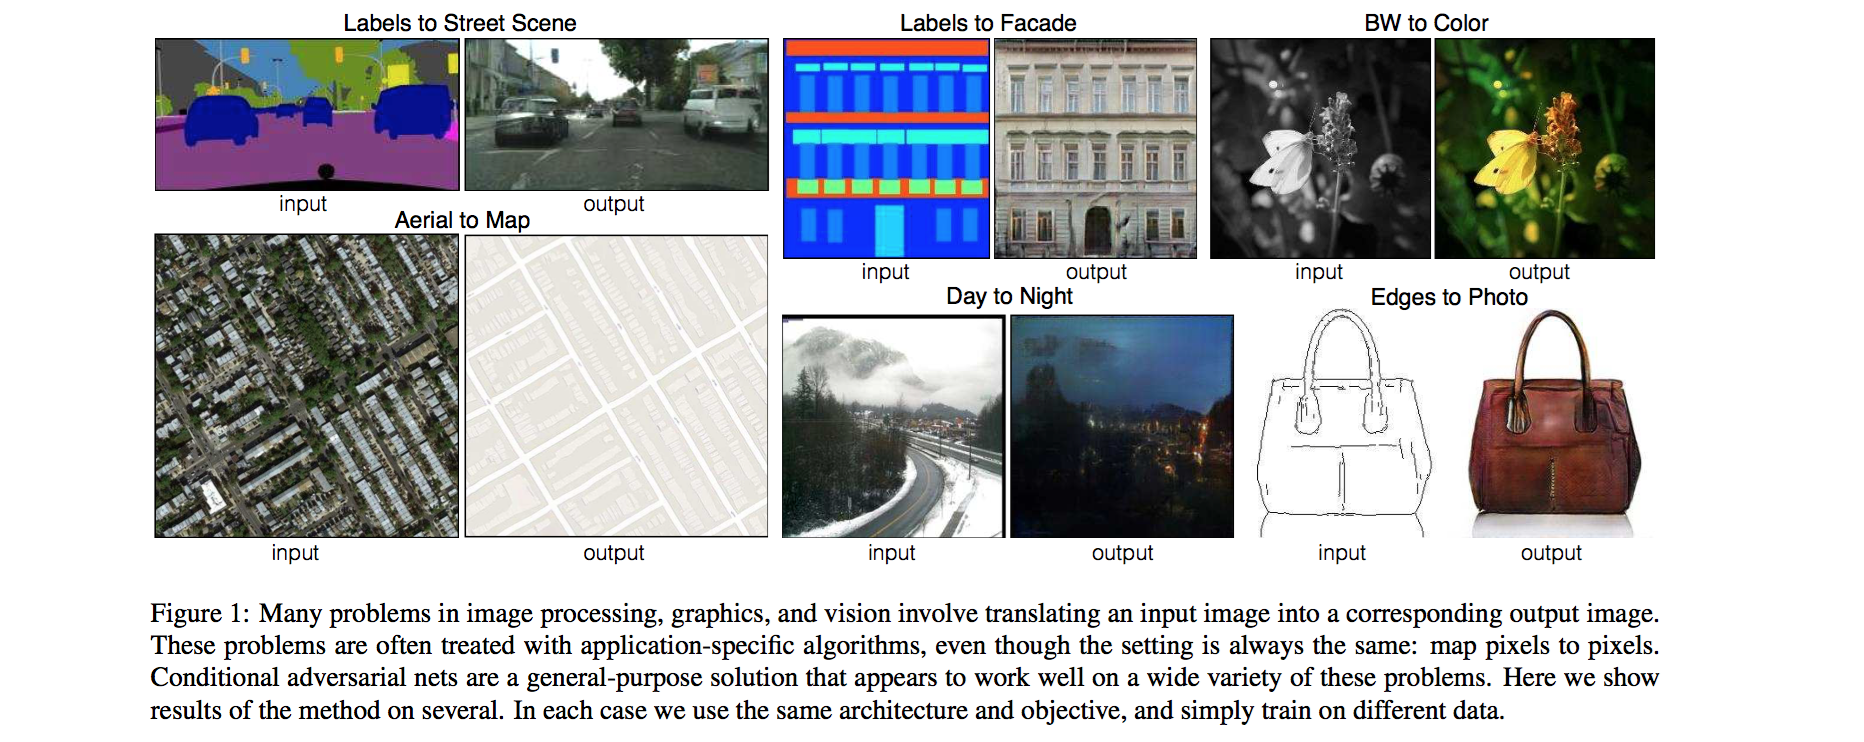 Labels to Street Scene
input
output
Aerial to Map
input
output
Labels to Facade
input
output
Day to Night
input
output
BW to Color
input
output
Edges to Photo
input
output
Figure 1: Many problems in image processing, graphics, and vision involve translating an input image into a corresponding output image.
These problems are often treated with application-specific algorithms, even though the setting is always the same: map pixels to pixels.
Conditional adversarial nets are a general-purpose solution that appears to work well on a wide variety of these problems. Here we show
results of the method on several. In each case we use the same architecture and objective, and simply train on different data.